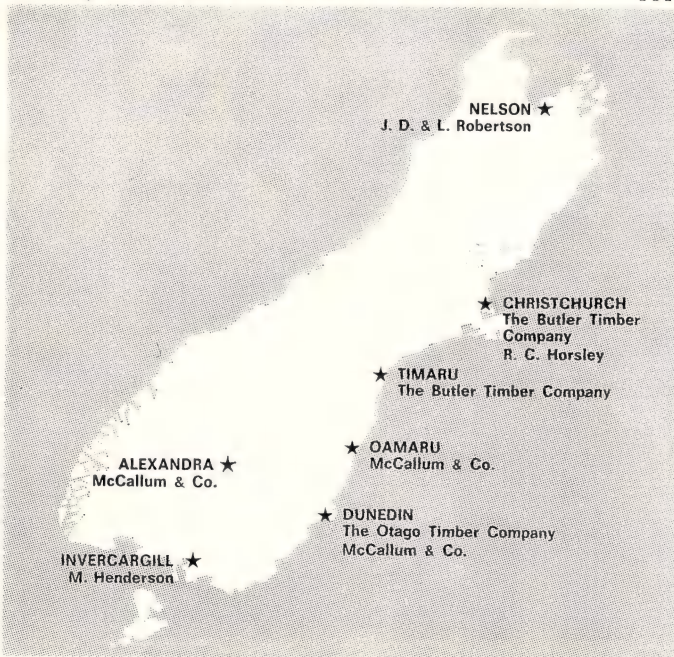 NELSON
J. D. & L. Robertson
CHRISTCHURCH
The Butler Timber
Company
R. C. Horsley
TIMARU
The Butler Timber Company
OAMARU
McCallum & Co.
ALEXANDRA
McCallum & Co.
DUNEDIN
The Otago Timber Company
McCallum & Co.
INVERCARGILL
M. Henderson